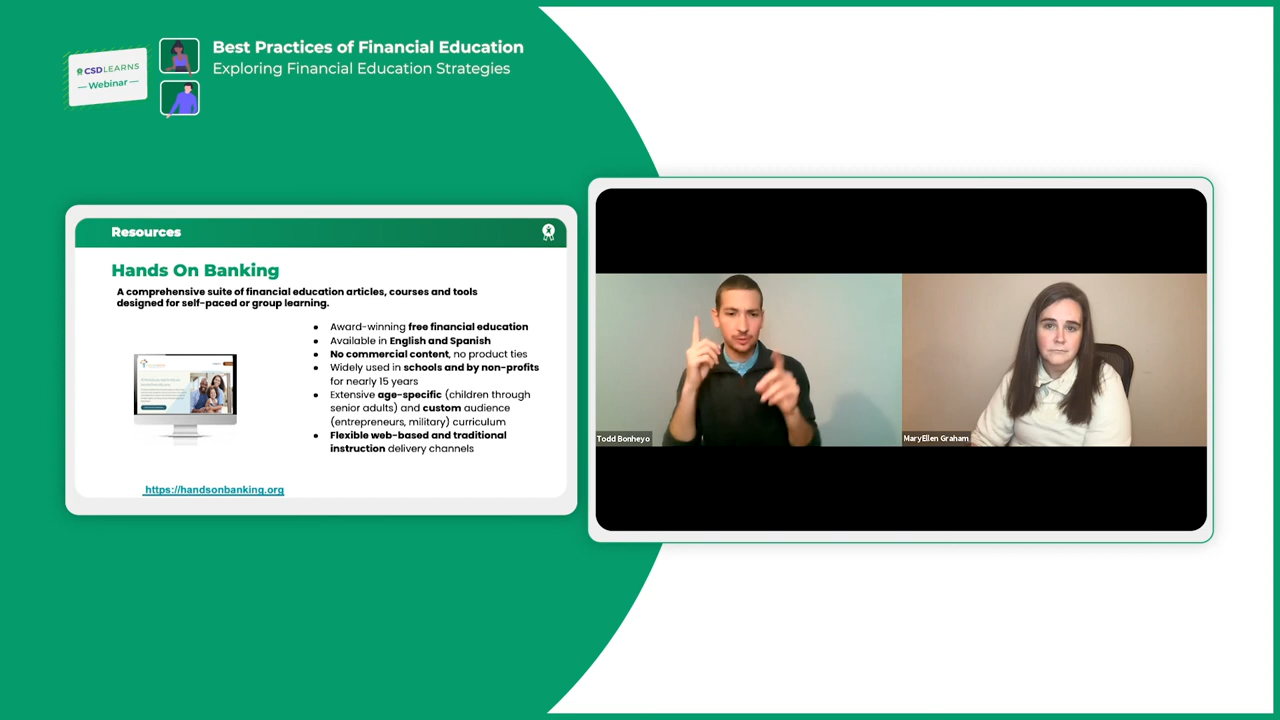 CSDLEARNS
— Webinar —
Best Practices of Financial Education
Exploring Financial Education Strategies
Resources
Hands On Banking
A comprehensive suite of financial education articles, courses and tools
designed for self-paced or group learning.
● Award-winning free financial education
● Available in English and Spanish
● No commercial content, no product ties
● Widely used in schools and by non-profits
for nearly 15 years
● Extensive age-specific (children through
senior adults) and custom audience
(entrepreneurs, military) curriculum
● Flexible web-based and traditional
instruction delivery channels
https://handsonbanking.org
Todd Bonheyo
MaryEllen Graham